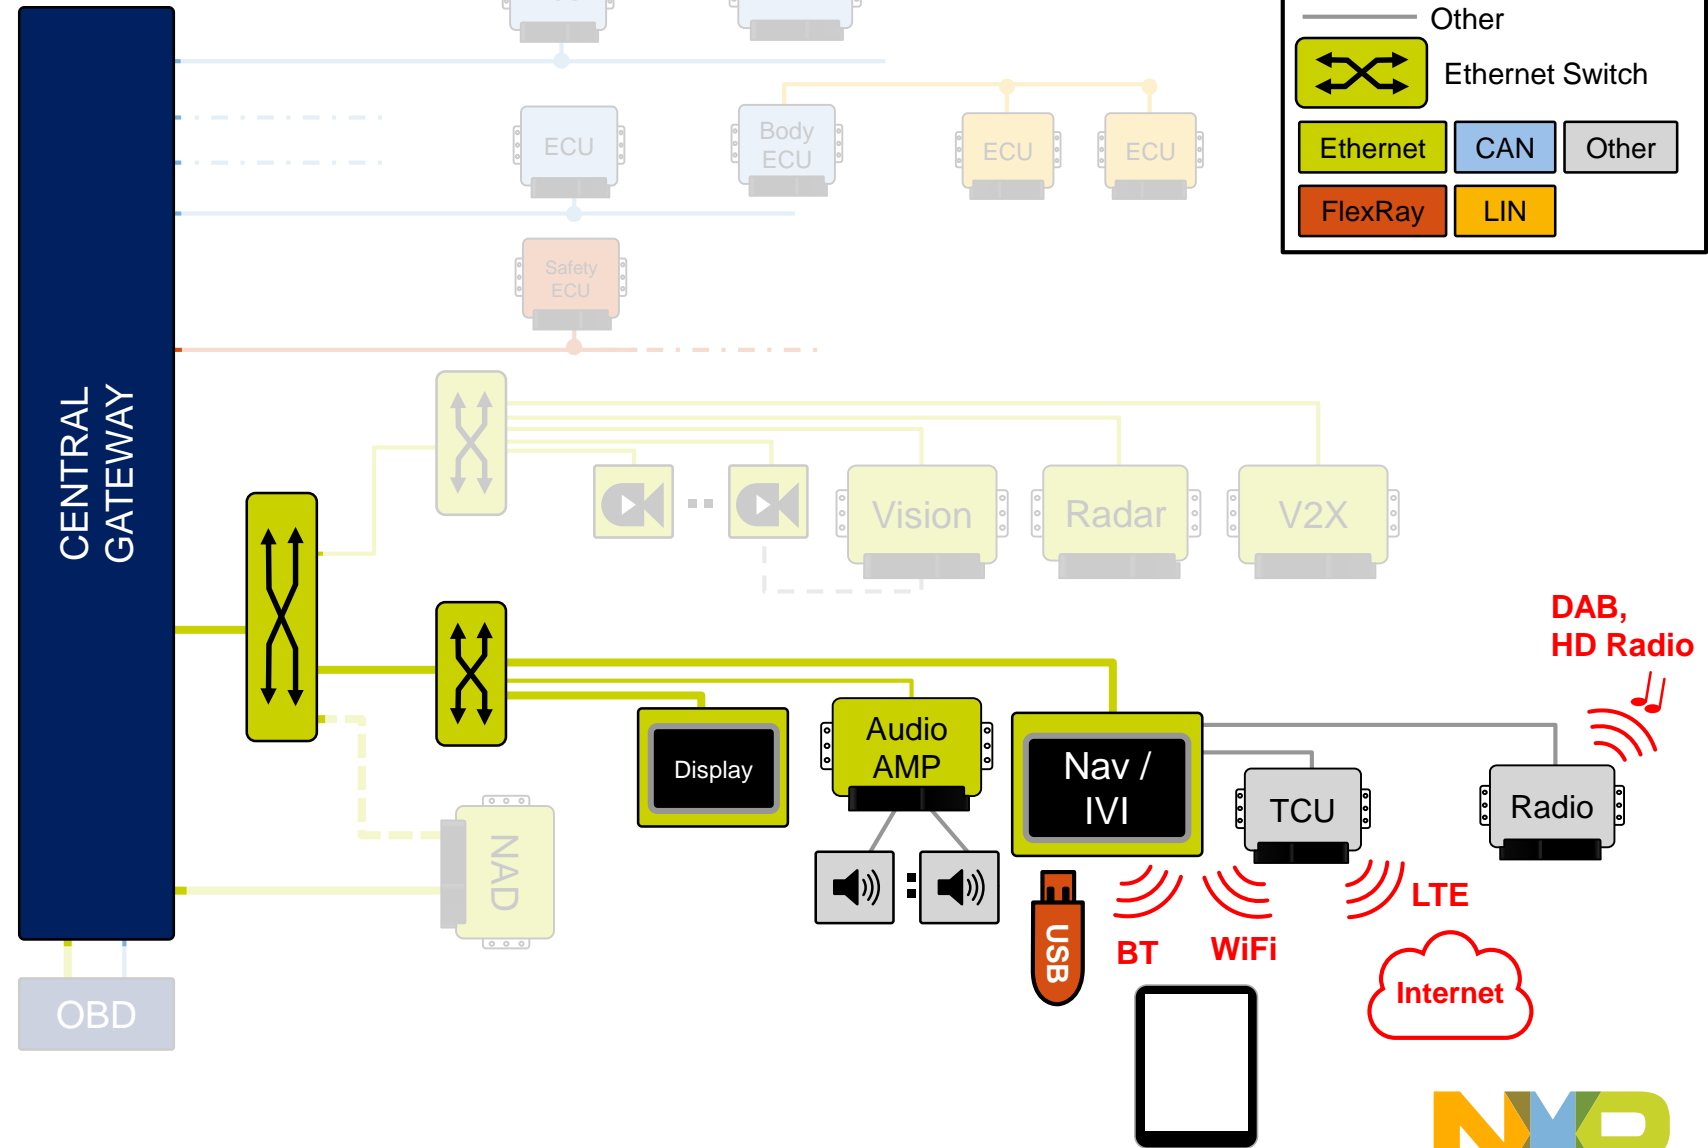 Other
Ethernet Switch
Ethernet
CAN
Other
FlexRay
LIN
ECU
Body
ECU
ECU
ECU
Safety
ECU
CENTRAL
GATEWAY
Vision
Radar
V2X
DAB,
HD Radio
Display
Audio
AMP
Nav /
IVI
TCU
Radio
NAD
USB
BT
WiFi
LTE
Internet
OBD
NXP